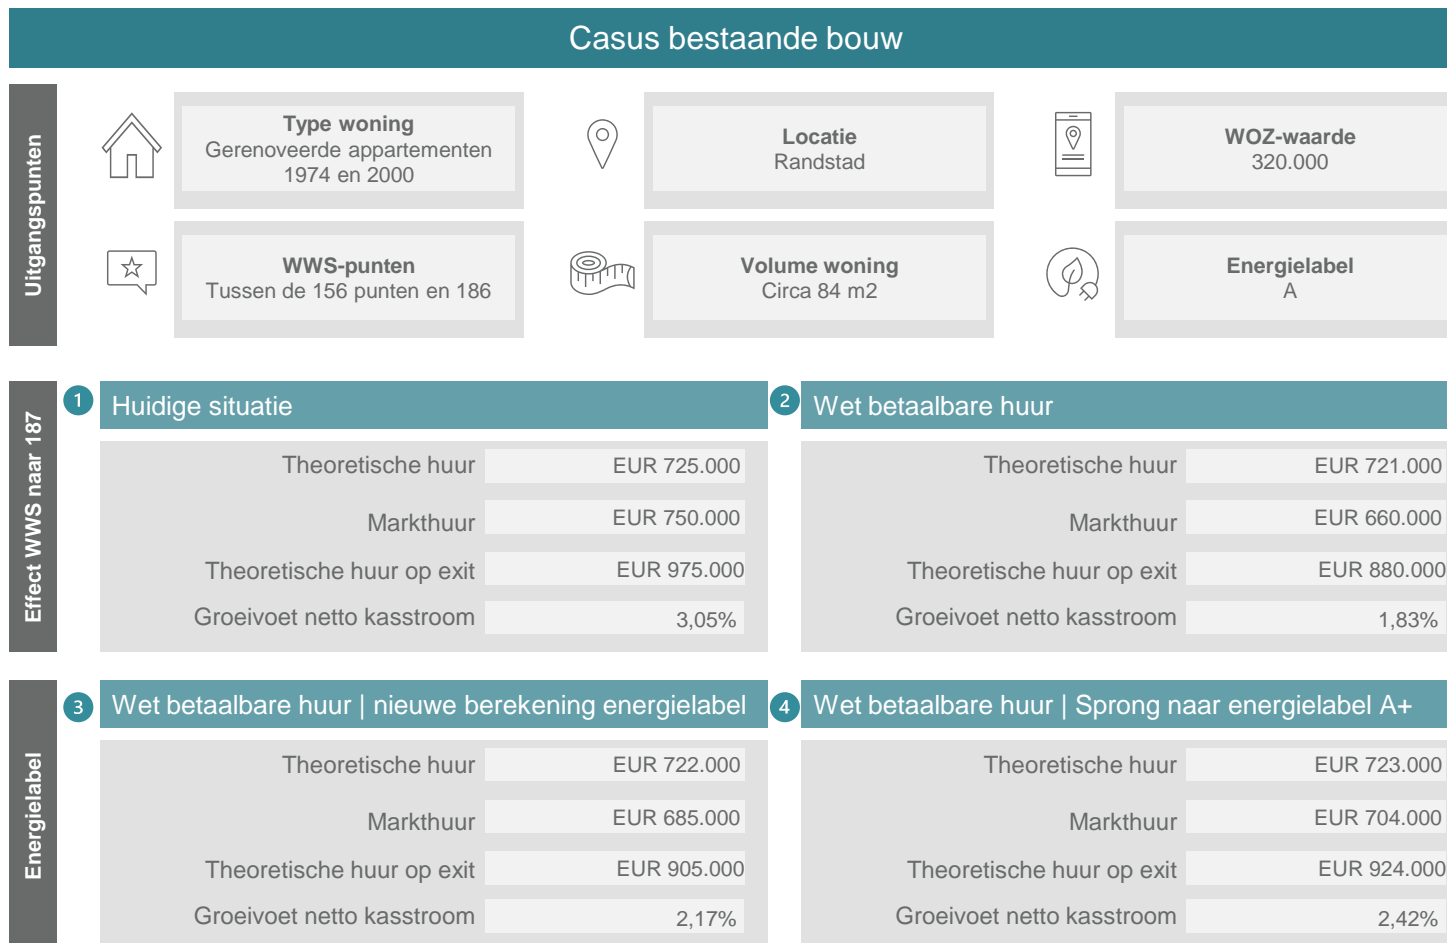 Casus bestaande bouw
Uitgangspunten
Type woning
Gerenoveerde appartementen
1974 en 2000
Locatie
Randstad
WOZ-waarde
320.000
WWS-punten
Tussen de 156 punten en 186
Volume woning
Circa 84 m2
Energielabel
A
Effect WWS naar 187
1 Huidige situatie
Theoretische huur EUR 725.000
Markthuur EUR 750.000
Theoretische huur op exit EUR 975.000
Groeivoet netto kasstroom 3,05%
2 Wet betaalbare huur
Theoretische huur EUR 721.000
Markthuur EUR 660.000
Theoretische huur op exit EUR 880.000
Groeivoet netto kasstroom 1,83%
Energielabel
3 Wet betaalbare huur | nieuwe berekening energielabel
Theoretische huur EUR 722.000
Markthuur EUR 685.000
Theoretische huur op exit EUR 905.000
Groeivoet netto kasstroom 2,17%
4 Wet betaalbare huur | Sprong naar energielabel A+
Theoretische huur EUR 723.000
Markthuur EUR 704.000
Theoretische huur op exit EUR 924.000
Groeivoet netto kasstroom 2,42%